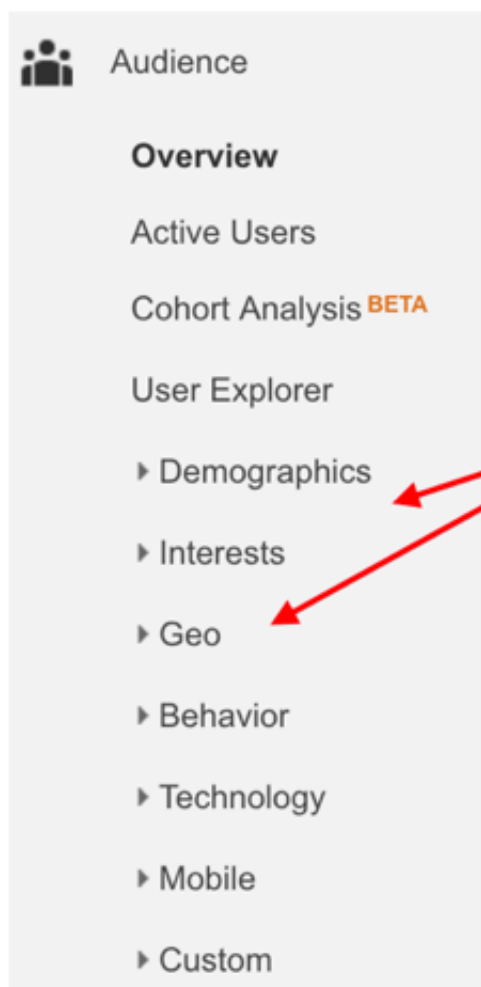 Audience
Overview
Active Users
Cohort Analysis BETA
User Explorer
Demographics
Interests
Geo
Behavior
Technology
Mobile
Custom